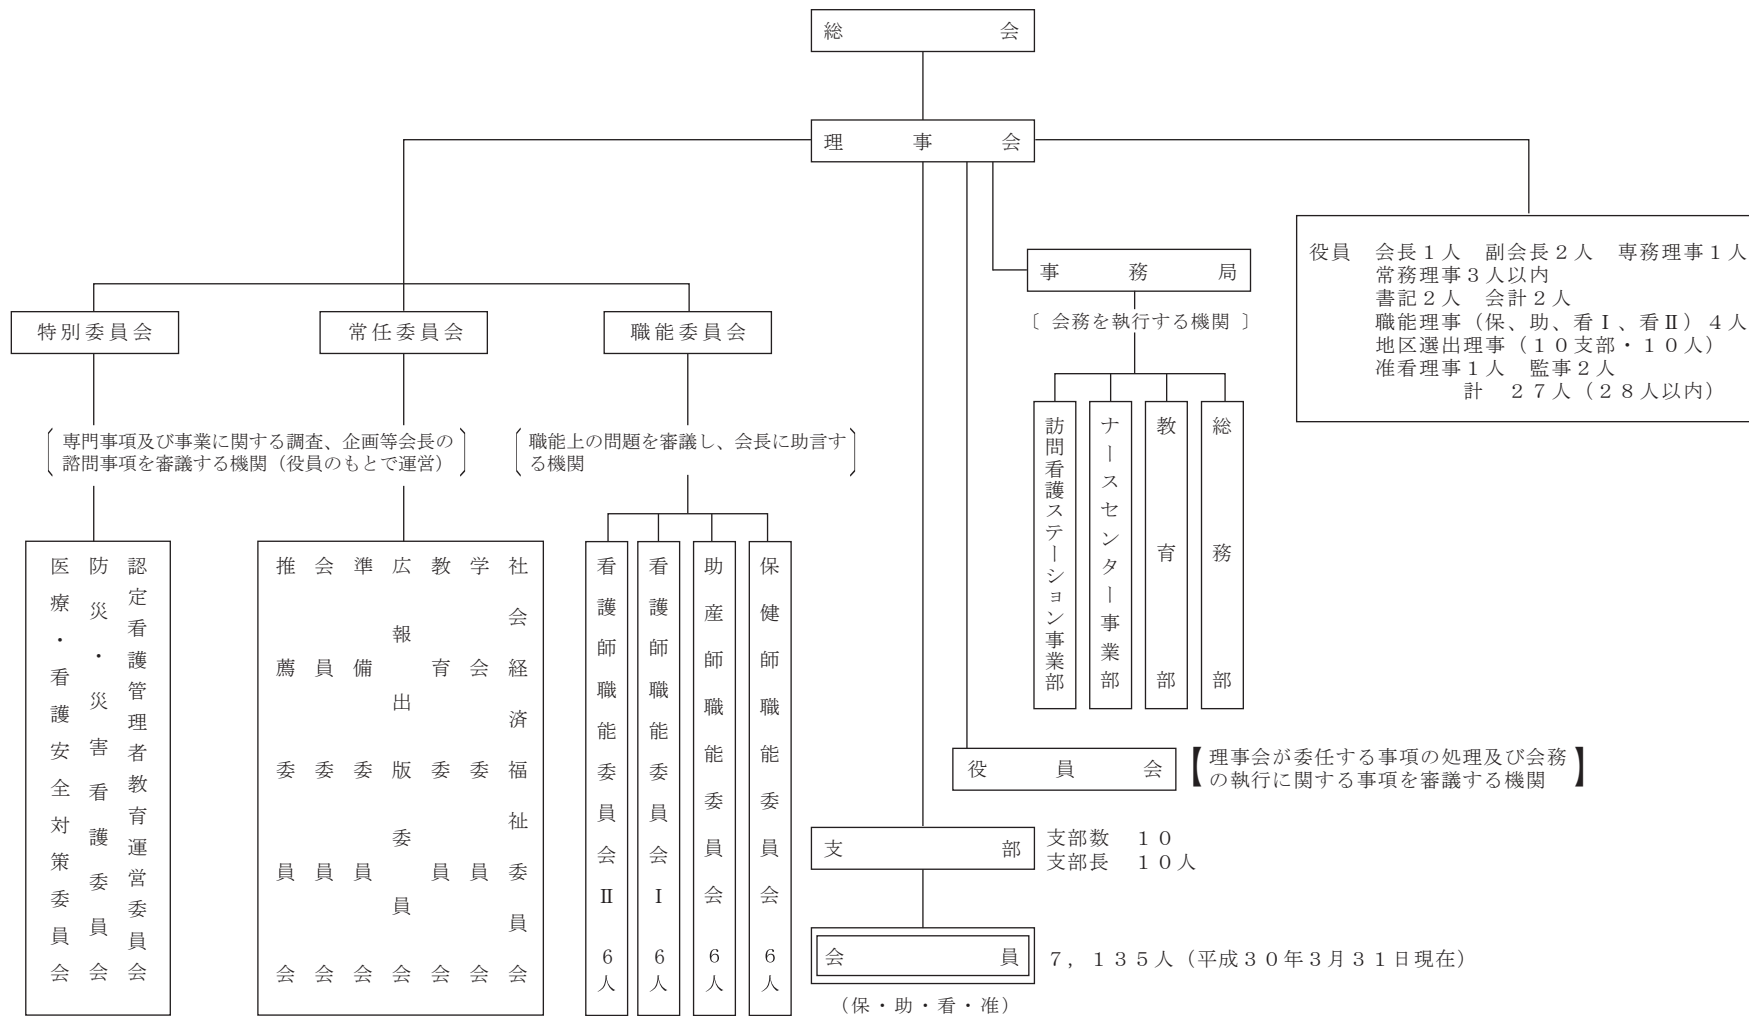 総会
理事会
役員　会長１人　副会長２人　専務理事１人
常務理事３人以内
書記２人　会計２人
職能理事（保、助、看Ⅰ、看Ⅱ）４人
地区選出理事（１０支部・１０人）
准看理事１人　監事２人
計　２７人（２８人以内）
事務局
〔 会務を執行する機関 〕
特別委員会
常任委員会
職能委員会
専門事項及び事業に関する調査、企画等会長の
諮問事項を審議する機関（役員のもとで運営）
職能上の問題を審議し、会長に助言す
る機関
総務部
教育部
ナースセンター事業部
訪問看護ステーション事業部
保健師職能委員会　６人
助産師職能委員会　６人
看護師職能委員会Ⅰ　６人
看護師職能委員会Ⅱ　６人
社会経済福祉委員会
学会委員会
教育委員会
広報出版委員会
準備委員会
会員委員会
推薦委員会
認定看護管理者教育運営委員会
防災・災害看護委員会
医療・看護安全対策委員会
役員会
【理事会が委任する事項の処理及び会務
の執行に関する事項を審議する機関】
支部
支部数　１０
支部長　１０人
会員
７，１３５人（平成３０年３月３１日現在）
（保・助・看・准）